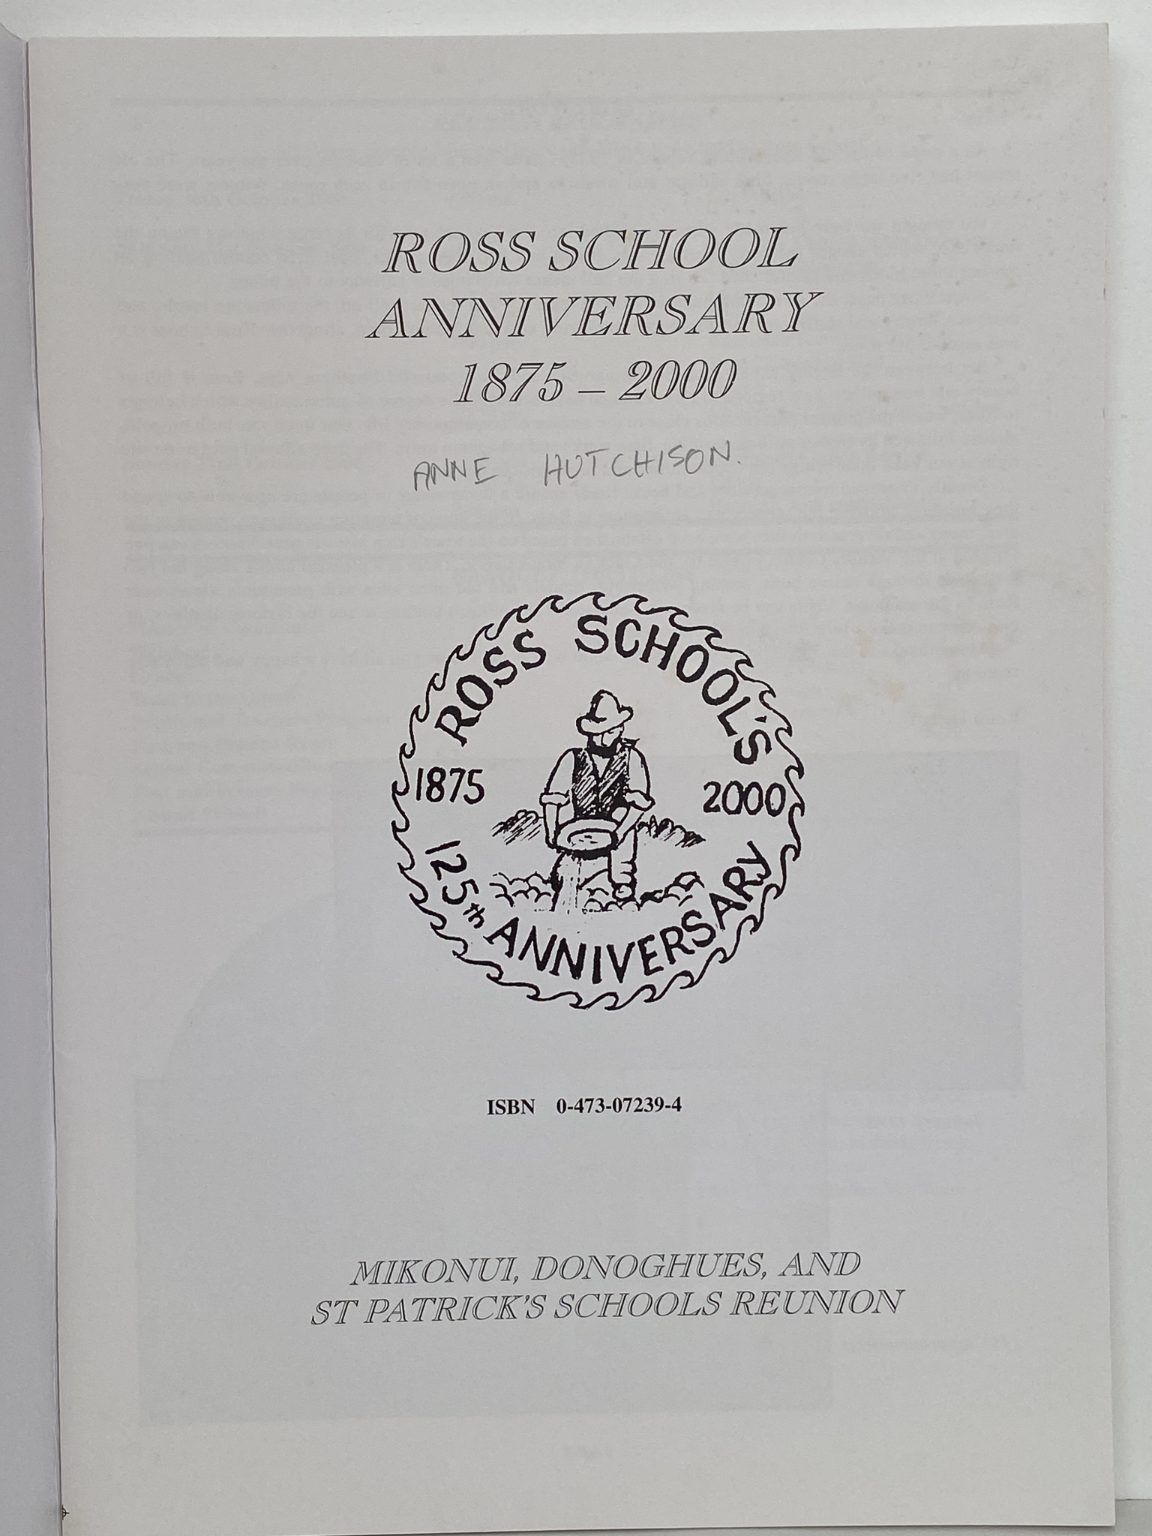 ROSS SCHOOL
ANNIVERSARY
1875 – 2000
ANNE HUTCHISON.
ROSS SCHOOL'S
1875
2000
125th ANNIVERSARY
ISBN 0-473-07239-4
MIKONUI, DONOGHUES, AND
ST PATRICK'S SCHOOLS REUNION